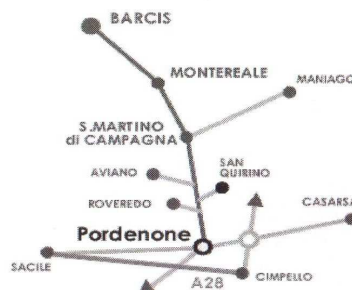 BARCIS
MONTEREALE
MANIAGO
S.MARTINO
di CAMPAGNA
AVIANO
SAN
QUIRINO
ROVEREDO
CASARSA
Pordenone
SACILE
A28
CIMPELLO